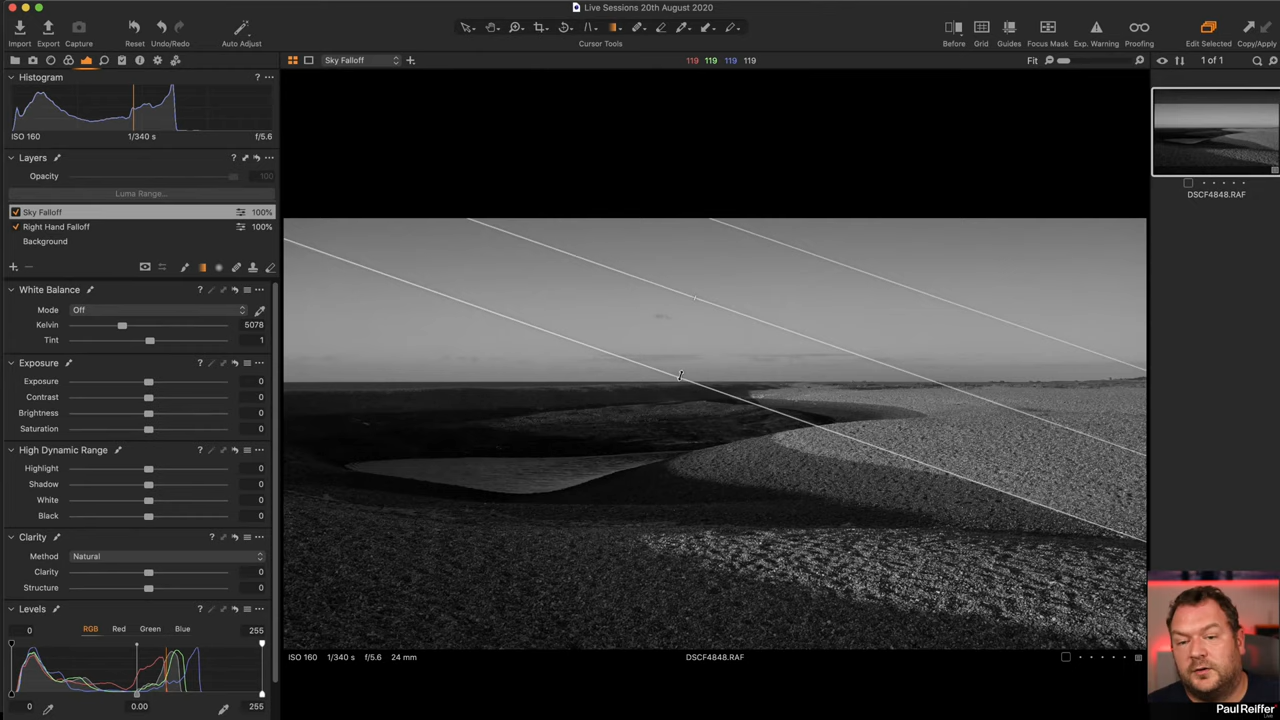 Live Sessions 20th August 2020
Import Export Capture Reset Undo/Redo Auto Adjust Cursor Tools Before Grid Guides Focus Mask Exp. Warning Proofing Edit Selected Copy/Apply
Sky Falloff 119 119 119 119 Fit 1 of 1
Histogram ?
ISO 160 1/340 s f/5.6
Layers ?
Opacity 100
Luma Range...
Sky Falloff 100%
Right Hand Falloff 100%
Background
White Balance ?
Mode Off
Kelvin 5078
Tint 1
Exposure ?
Exposure 0
Contrast 0
Brightness 0
Saturation 0
High Dynamic Range ?
Highlight 0
Shadow 0
White 0
Black 0
Clarity ?
Method Natural
Clarity 0
Structure 0
Levels ?
0 RGB Red Green Blue 255
0 0.00 255
ISO 160 1/340 s f/5.6 24 mm DSCF4848.RAF
DSCF4848.RAF
Paul Reiffer
Live